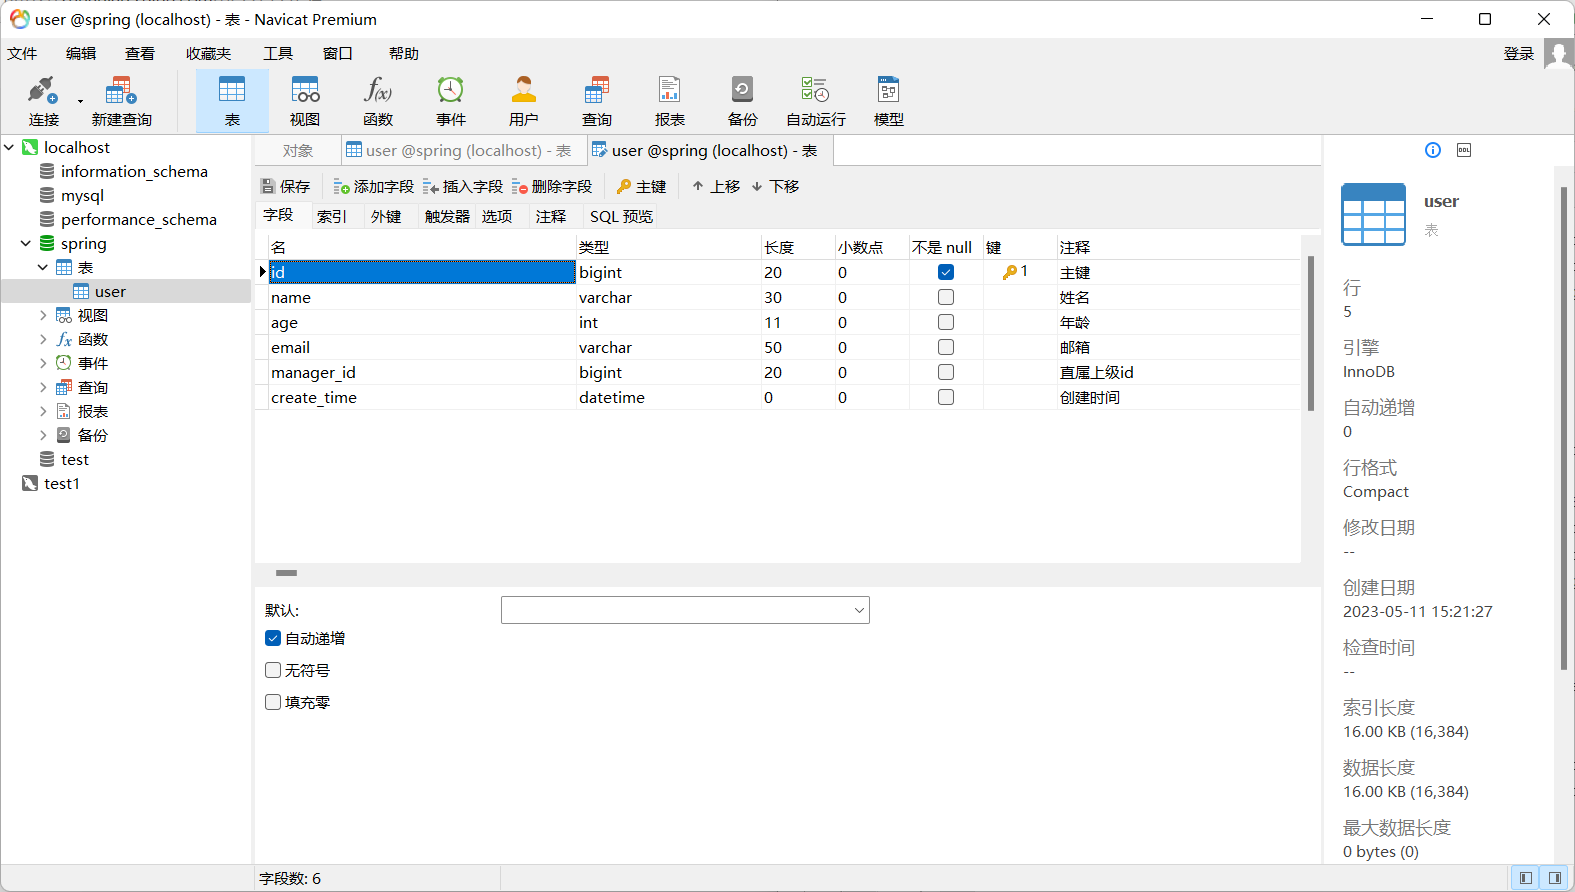 user @spring (localhost) - 表 - Navicat Premium
文件 编辑 查看 收藏夹 工具 窗口 帮助 登录
连接 新建查询 表 视图 函数 事件 用户 查询 报表 备份 自动运行 模型
localhost
information_schema
mysql
performance_schema
spring
表
user
视图
函数
事件
查询
报表
备份
test
test1
对象 user @spring (localhost) - 表 user @spring (localhost) - 表
保存 添加字段 插入字段 删除字段 主键 上移 下移
字段 索引 外键 触发器 选项 注释 SQL 预览
名 类型 长度 小数点 不是 null 键 注释
id bigint 20 0 1 主键
name varchar 30 0 姓名
age int 11 0 年龄
email varchar 50 0 邮箱
manager_id bigint 20 0 直属上级id
create_time datetime 0 0 创建时间
默认:
自动递增
无符号
填充零
DDL
user
表
行
5
引擎
InnoDB
自动递增
0
行格式
Compact
修改日期
--
创建日期
2023-05-11 15:21:27
检查时间
--
索引长度
16.00 KB (16,384)
数据长度
16.00 KB (16,384)
最大数据长度
0 bytes (0)
字段数: 6